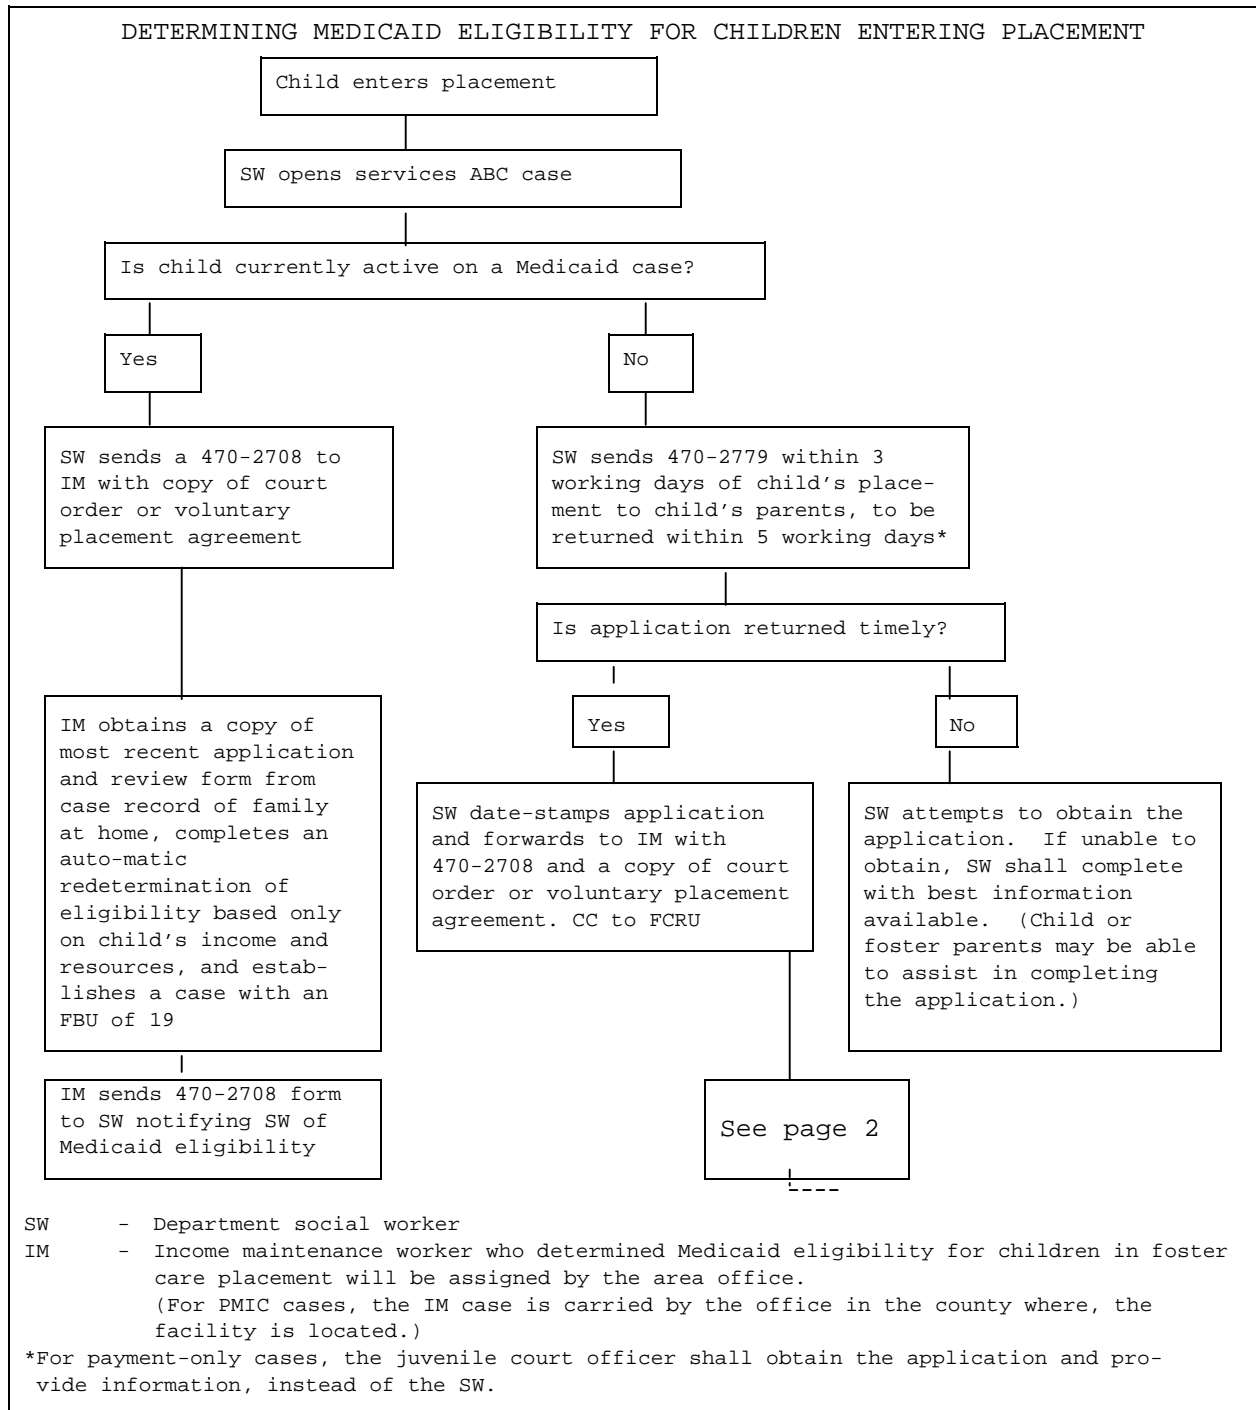 DETERMINING MEDICAID ELIGIBILITY FOR CHILDREN ENTERING PLACEMENT
Child enters placement
SW opens services ABC case
Is child currently active on a Medicaid case?
Yes
No
SW sends a 470-2708 to
IM with copy of court
order or voluntary
placement agreement
SW sends 470-2779 within 3
working days of child's place-
ment to child's parents, to be
returned within 5 working days*
Is application returned timely?
IM obtains a copy of
most recent application
and review form from
case record of family
at home, completes an
auto-matic
redetermination of
eligibility based only
on child's income and
resources, and estab-
lishes a case with an
FBU of 19
Yes
No
SW date-stamps application
and forwards to IM with
470-2708 and a copy of court
order or voluntary placement
agreement. CC to FCRU
SW attempts to obtain the
application.  If unable to
obtain, SW shall complete
with best information
available.  (Child or
foster parents may be able
to assist in completing
the application.)
IM sends 470-2708 form
to SW notifying SW of
Medicaid eligibility
See page 2
SW - Department social worker
IM - Income maintenance worker who determined Medicaid eligibility for children in foster
care placement will be assigned by the area office.
(For PMIC cases, the IM case is carried by the office in the county where, the
facility is located.)
*For payment-only cases, the juvenile court officer shall obtain the application and pro-
vide information, instead of the SW.